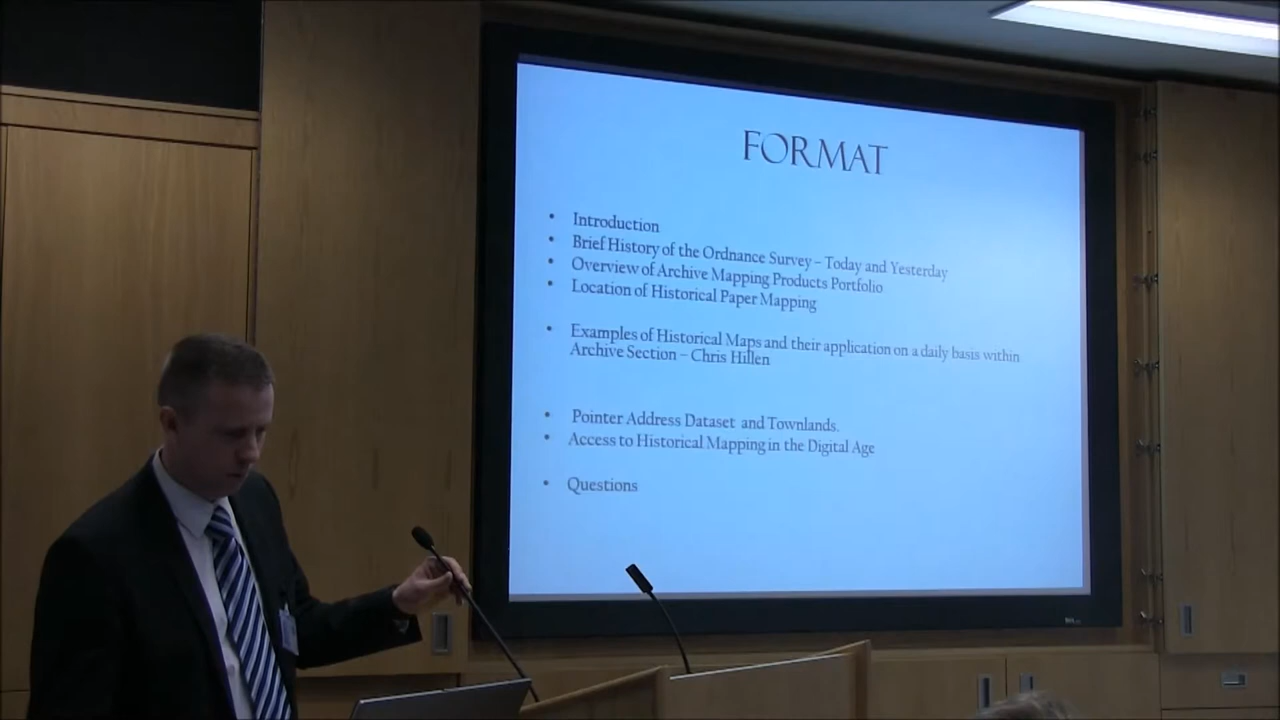 FORMAT
• Introduction
• Brief History of the Ordnance Survey – Today and Yesterday
• Overview of Archive Mapping Products Portfolio
• Location of Historical Paper Mapping
• Examples of Historical Maps and their application on a daily basis within
Archive Section – Chris Hillen
• Pointer Address Dataset and Townlands.
• Access to Historical Mapping in the Digital Age
• Questions